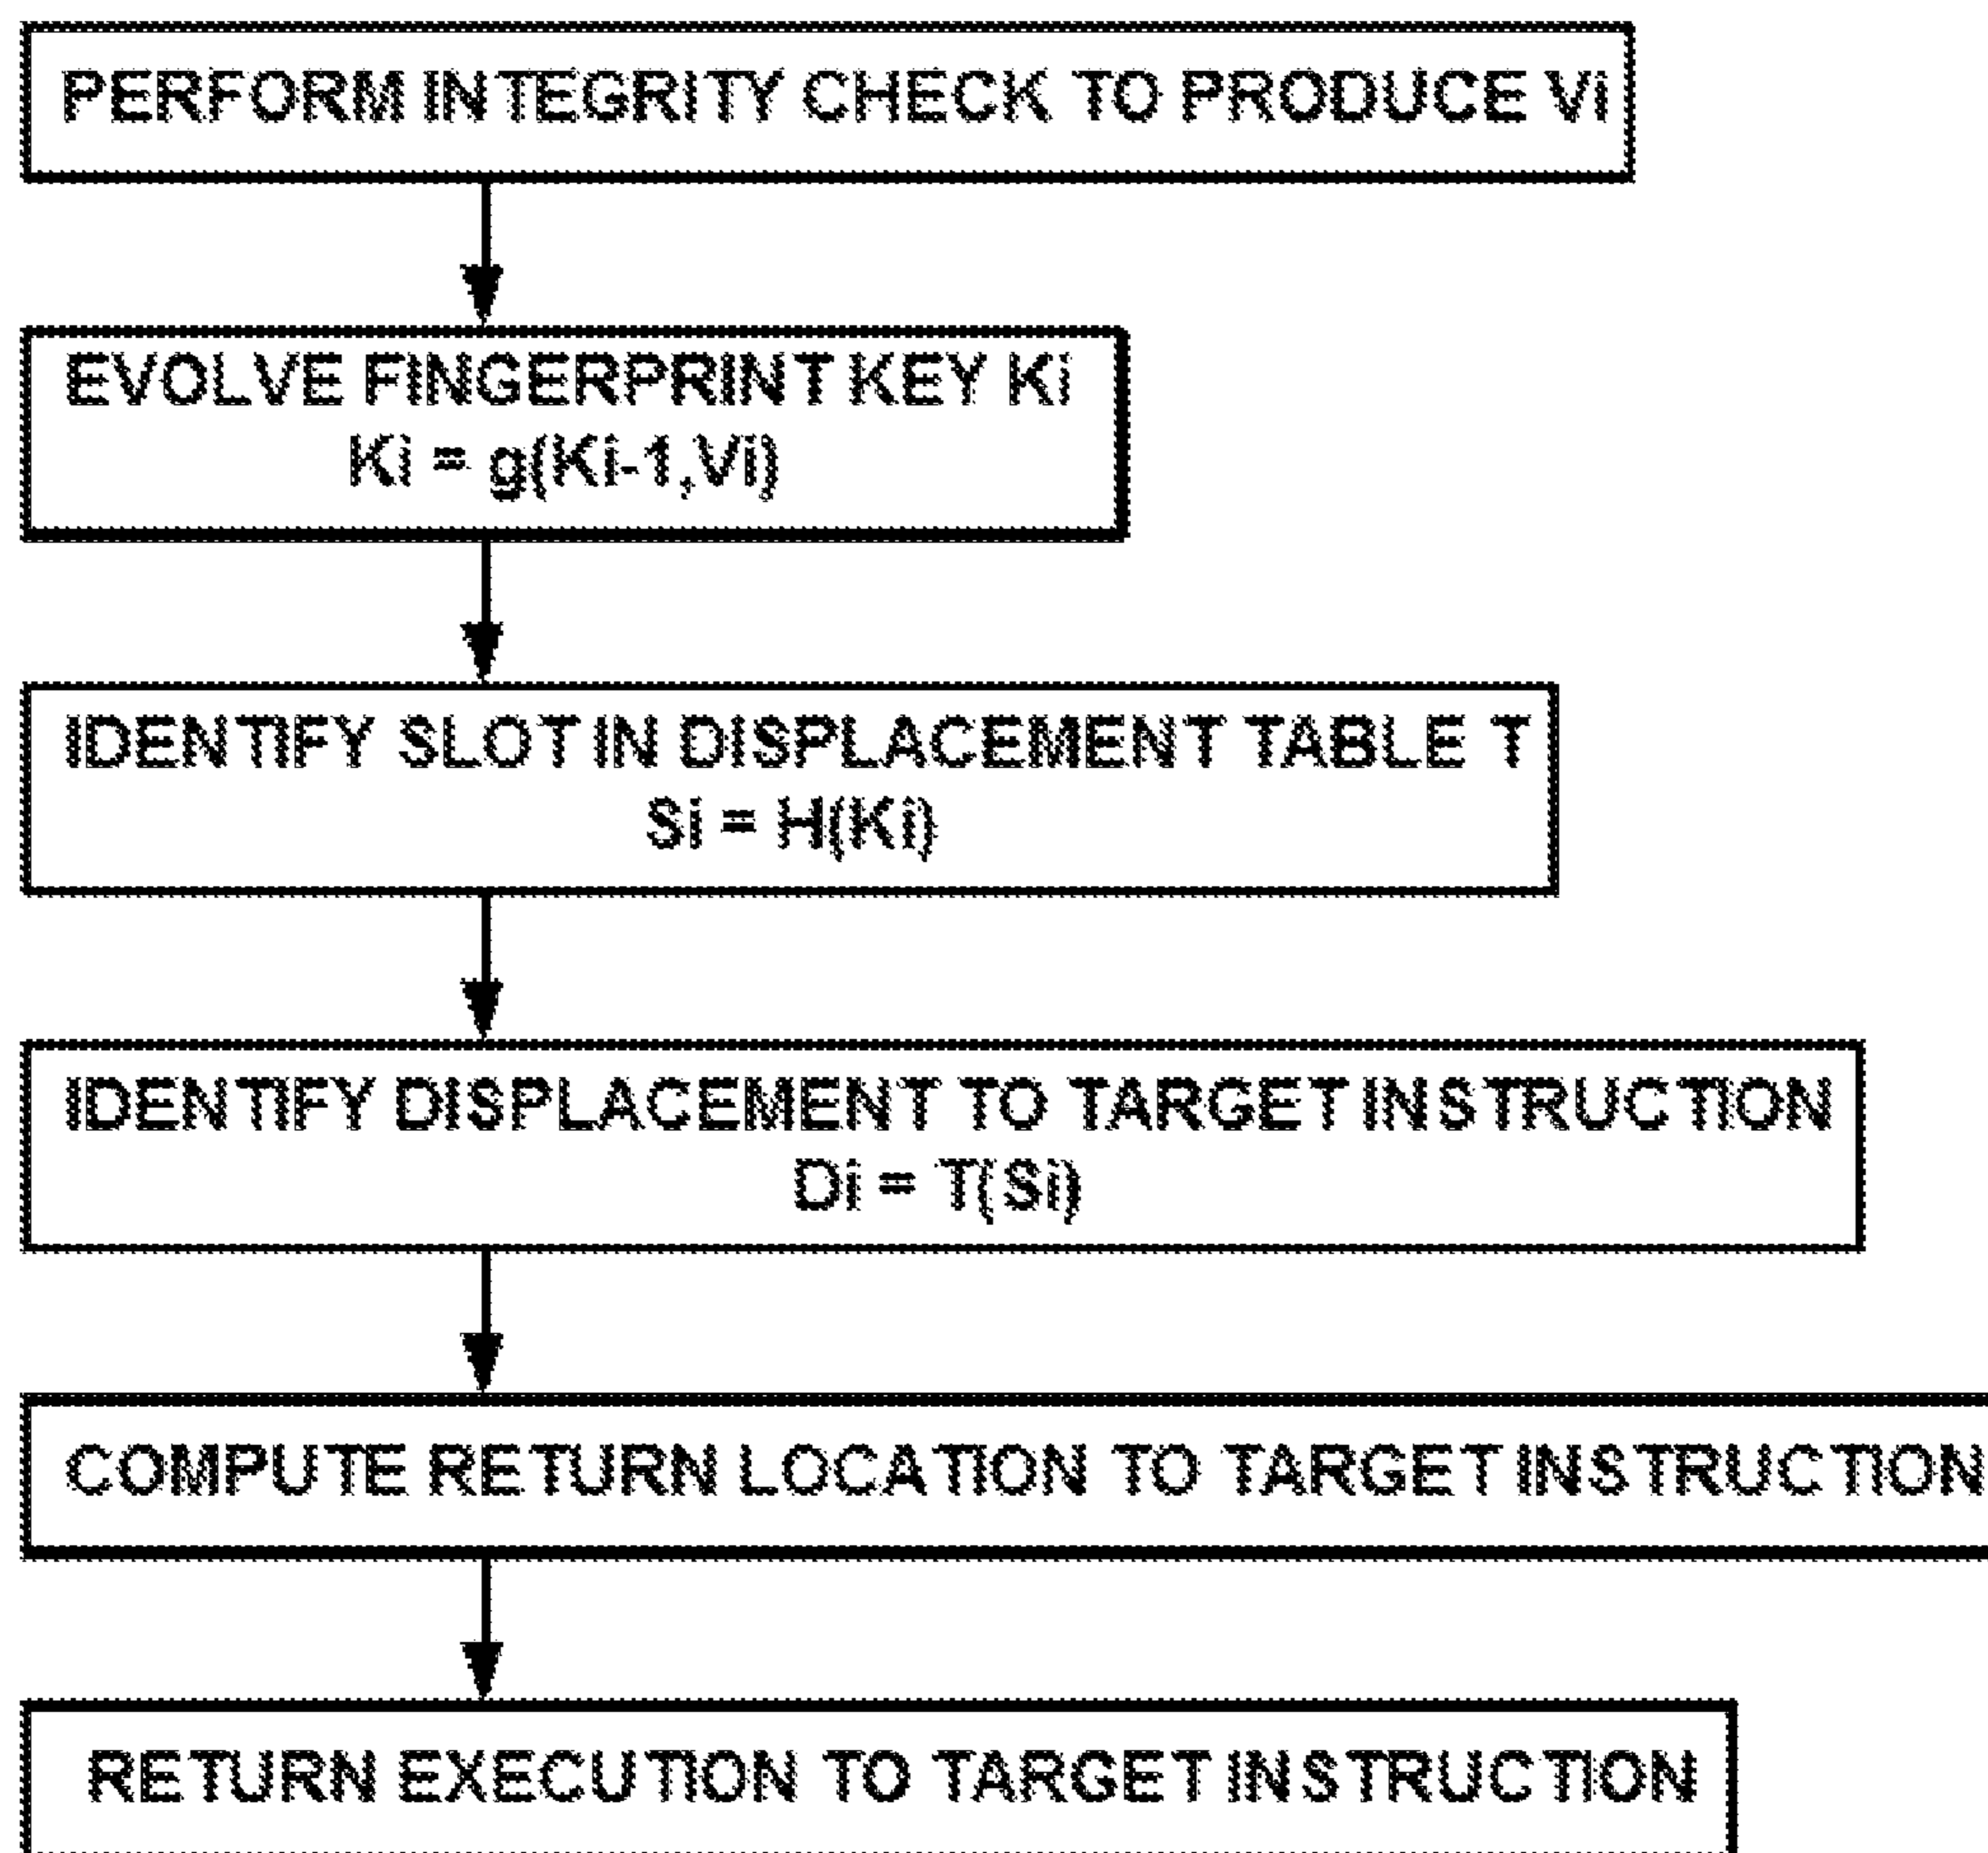 PERFORM INTEGRITY CHECK TO PRODUCE Vi
EVOLVE FINGERPRINT KEY Ki
Ki = g(Ki-1,Vi)
IDENTIFY SLOT IN DISPLACEMENT TABLE T
Si = H(Ki)
IDENTIFY DISPLACEMENT TO TARGET INSTRUCTION
Di = T(Si)
COMPUTE RETURN LOCATION TO TARGET INSTRUCTION
RETURN EXECUTION TO TARGET INSTRUCTION